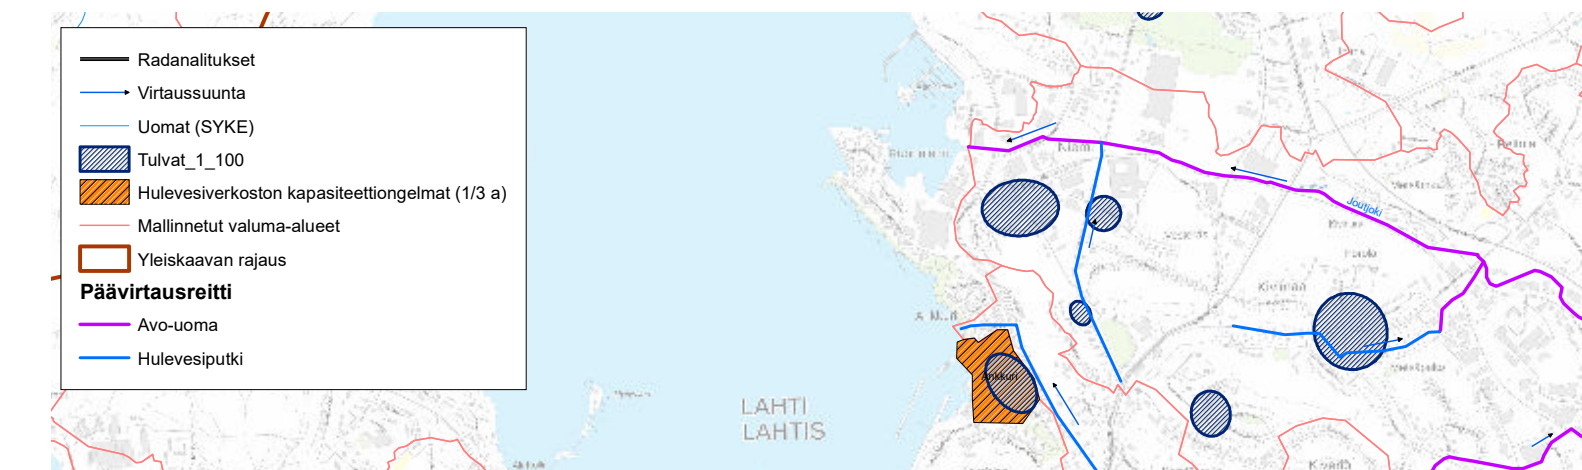 Radanalitukset
Virtaussuunta
Uomat (SYKE)
Tulvat_1_100
Hulevesiverkoston kapasiteettiongelmat (1/3 a)
Mallinnetut valuma-alueet
Yleiskaavan rajaus
Päävirtausreitti
Avo-uoma
Hulevesiputki
Joutjoki
Ankkuri
LAHTI
LAHTIS